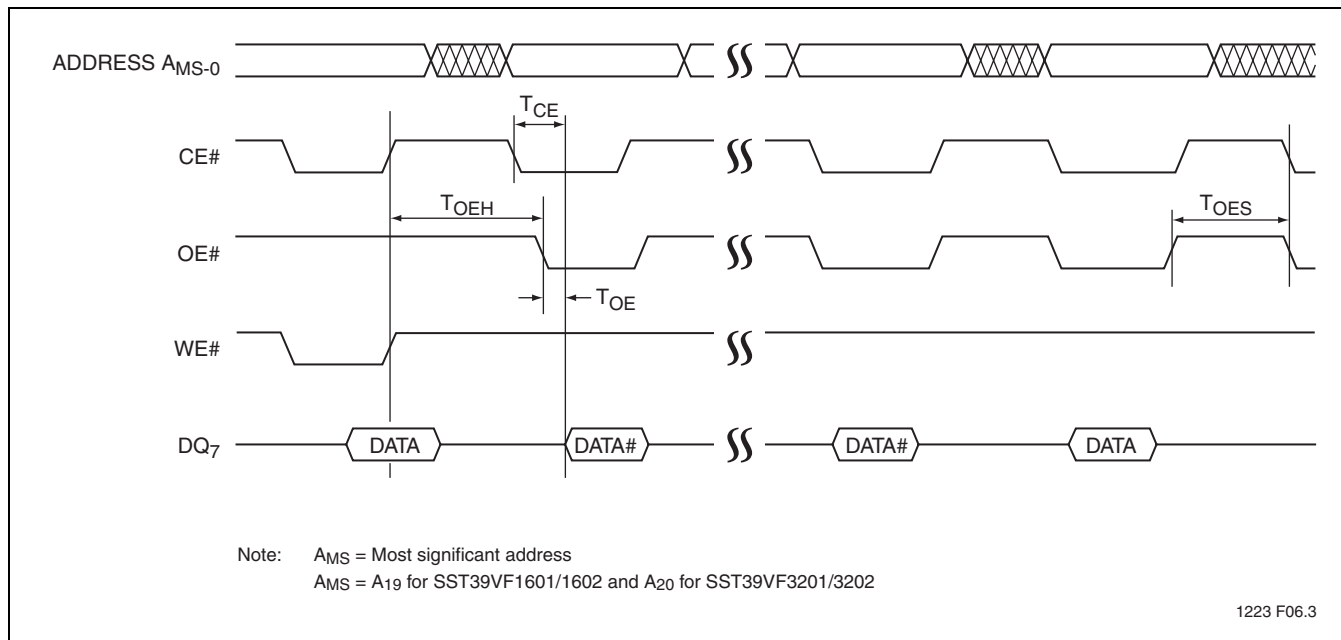 ADDRESS AMS-0
TCE
CE#
TOEH
TOES
OE#
TOE
WE#
DQ7
DATA
DATA#
DATA#
DATA
Note: AMS = Most significant address
AMS = A19 for SST39VF1601/1602 and A20 for SST39VF3201/3202
1223 F06.3